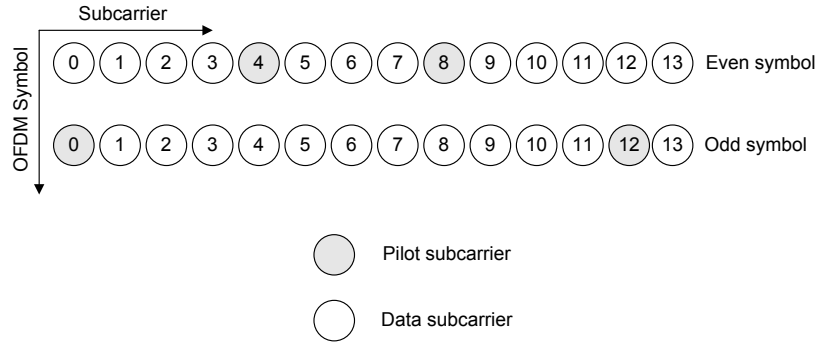 Subcarrier
OFDM Symbol
0 1 2 3 4 5 6 7 8 9 10 11 12 13 Even symbol
0 1 2 3 4 5 6 7 8 9 10 11 12 13 Odd symbol
Pilot subcarrier
Data subcarrier